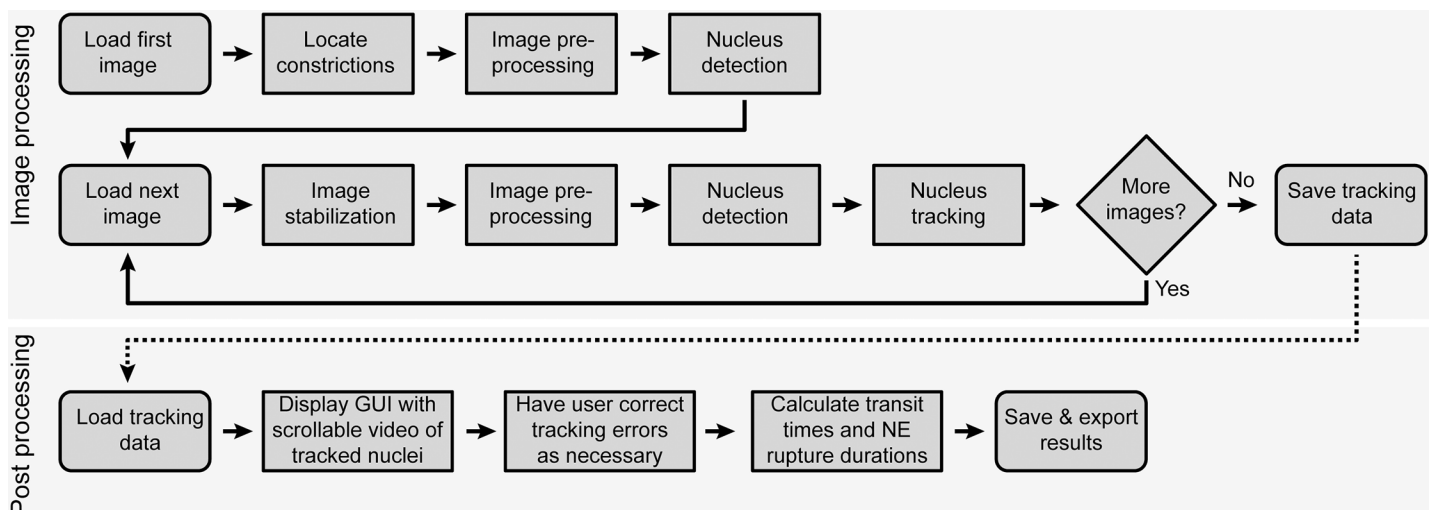 Image processing
Load first
image
Locate
constrictions
Image pre-
processing
Nucleus
detection
Load next
image
Image
stabilization
Image pre-
processing
Nucleus
detection
Nucleus
tracking
More
images?
No
Yes
Save tracking
data
Post processing
Load tracking
data
Display GUI with
scrollable video of
tracked nuclei
Have user correct
tracking errors
as necessary
Calculate transit
times and NE
rupture durations
Save & export
results